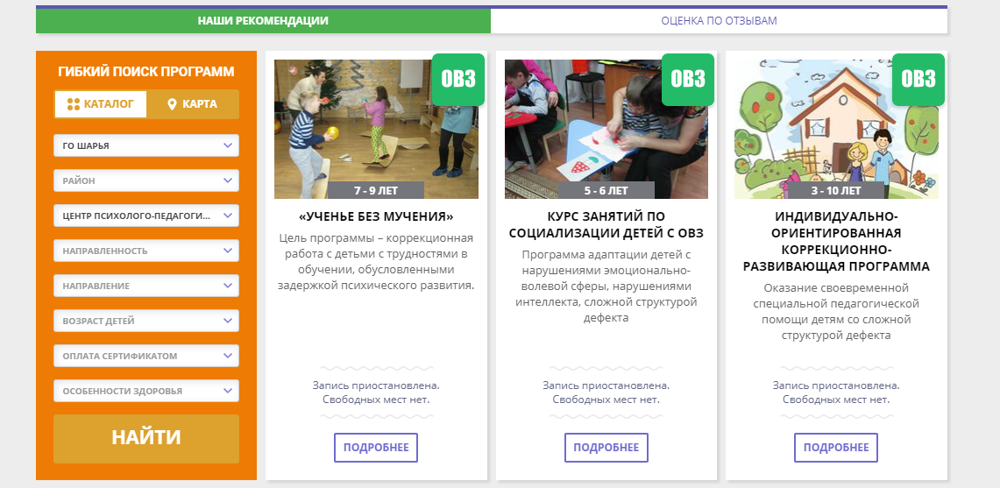 НАШИ РЕКОМЕНДАЦИИ
ОЦЕНКА ПО ОТЗЫВАМ
ГИБКИЙ ПОИСК ПРОГРАММ
КАТАЛОГ
КАРТА
ГО ШАРЬЯ
РАЙОН
ЦЕНТР ПСИХОЛОГО-ПЕДАГОГИ...
НАПРАВЛЕННОСТЬ
НАПРАВЛЕНИЕ
ВОЗРАСТ ДЕТЕЙ
ОПЛАТА СЕРТИФИКАТОМ
ОСОБЕННОСТИ ЗДОРОВЬЯ
НАЙТИ
ОВЗ
7 - 9 ЛЕТ
«УЧЕНЬЕ БЕЗ МУЧЕНИЯ»
Цель программы – коррекционная
работа с детьми с трудностями в
обучении, обусловленными
задержкой психического развития.
Запись приостановлена.
Свободных мест нет.
ПОДРОБНЕЕ
ОВЗ
5 - 6 ЛЕТ
КУРС ЗАНЯТИЙ ПО
СОЦИАЛИЗАЦИИ ДЕТЕЙ С ОВЗ
Программа адаптации детей с
нарушениями эмоционально-
волевой сферы, нарушениями
интеллекта, сложной структурой
дефекта
Запись приостановлена.
Свободных мест нет.
ПОДРОБНЕЕ
ОВЗ
3 - 10 ЛЕТ
ИНДИВИДУАЛЬНО-
ОРИЕНТИРОВАННАЯ
КОРРЕКЦИОННО-
РАЗВИВАЮЩАЯ ПРОГРАММА
Оказание своевременной
специальной педагогической
помощи детям со сложной
структурой дефекта
Запись приостановлена.
Свободных мест нет.
ПОДРОБНЕЕ